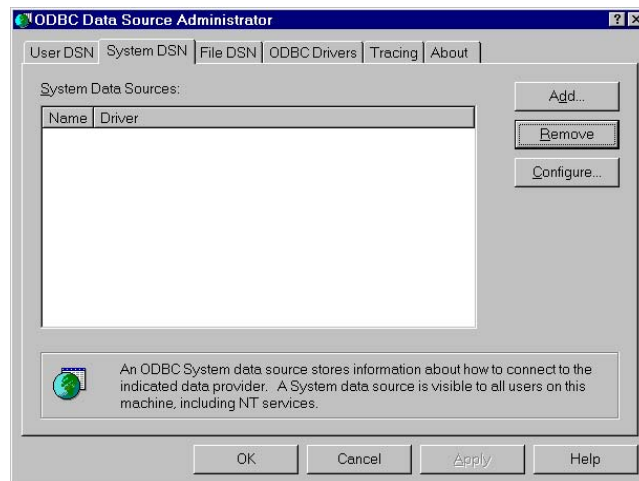 ODBC Data Source Administrator
User DSN System DSN File DSN ODBC Drivers Tracing About
System Data Sources:
Name Driver
Add...
Remove
Configure...
An ODBC System data source stores information about how to connect to the
indicated data provider. A System data source is visible to all users on this
machine, including NT services.
OK Cancel Apply Help